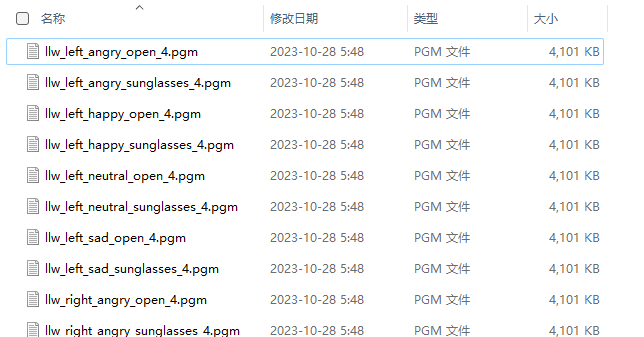 名称 修改日期 类型 大小
llw_left_angry_open_4.pgm 2023-10-28 5:48 PGM 文件 4,101 KB
llw_left_angry_sunglasses_4.pgm 2023-10-28 5:48 PGM 文件 4,101 KB
llw_left_happy_open_4.pgm 2023-10-28 5:48 PGM 文件 4,101 KB
llw_left_happy_sunglasses_4.pgm 2023-10-28 5:48 PGM 文件 4,101 KB
llw_left_neutral_open_4.pgm 2023-10-28 5:48 PGM 文件 4,101 KB
llw_left_neutral_sunglasses_4.pgm 2023-10-28 5:48 PGM 文件 4,101 KB
llw_left_sad_open_4.pgm 2023-10-28 5:48 PGM 文件 4,101 KB
llw_left_sad_sunglasses_4.pgm 2023-10-28 5:48 PGM 文件 4,101 KB
llw_right_angry_open_4.pgm 2023-10-28 5:48 PGM 文件 4,101 KB
llw_right_angry_sunglasses_4.pgm 2023-10-28 5:48 PGM 文件 4,101 KB